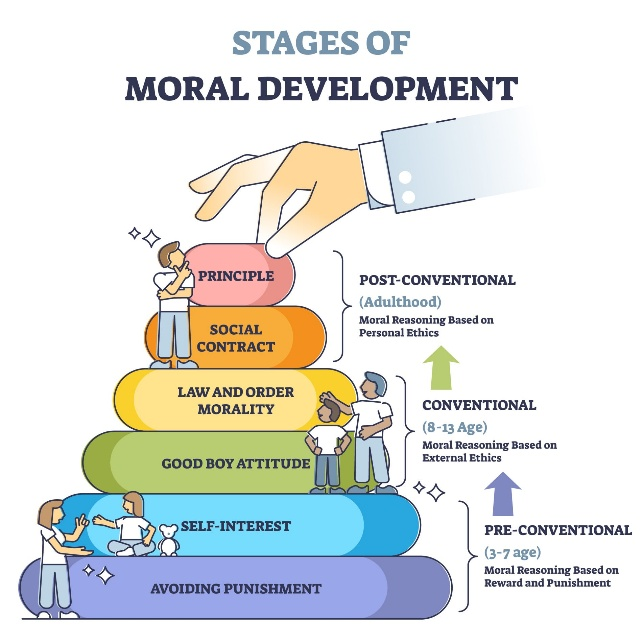 STAGES OF
MORAL DEVELOPMENT
PRINCIPLE
SOCIAL
CONTRACT
POST-CONVENTIONAL
(Adulthood)
Moral Reasoning Based on
Personal Ethics
LAW AND ORDER
MORALITY
GOOD BOY ATTITUDE
CONVENTIONAL
(8-13 Age)
Moral Reasoning Based on
External Ethics
SELF-INTEREST
AVOIDING PUNISHMENT
PRE-CONVENTIONAL
(3-7 age)
Moral Reasoning Based on
Reward and Punishment